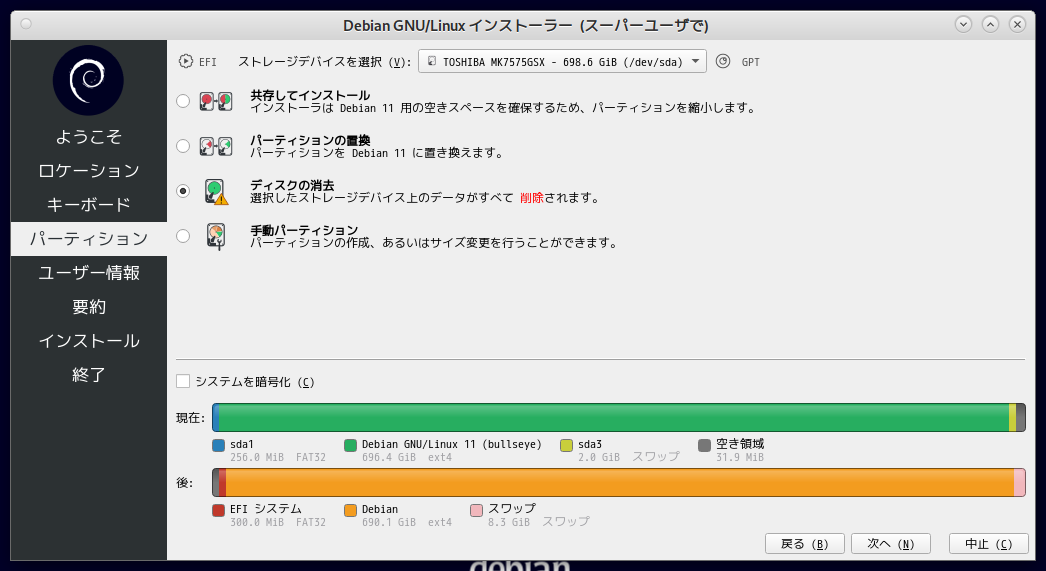 Debian GNU/Linux インストーラー (スーパーユーザで)
EFI ストレージデバイスを選択 (V): TOSHIBA MK7575GSX - 698.6 GiB (/dev/sda) GPT
ようこそ
ロケーション
キーボード
パーティション
ユーザー情報
要約
インストール
終了
共存してインストール
インストーラは Debian 11 用の空きスペースを確保するため、パーティションを縮小します。
パーティションの置換
パーティションを Debian 11 に置き換えます。
ディスクの消去
選択したストレージデバイス上のデータがすべて 削除されます。
手動パーティション
パーティションの作成、あるいはサイズ変更を行うことができます。
システムを暗号化 (C)
現在:
sda1 Debian GNU/Linux 11 (bullseye) sda3 空き領域
256.0 MiB FAT32 696.4 GiB ext4 2.0 GiB スワップ 31.9 MiB
後:
EFI システム Debian スワップ
300.0 MiB FAT32 690.1 GiB ext4 8.3 GiB スワップ
戻る (B) 次へ (N) 中止 (C)
debian